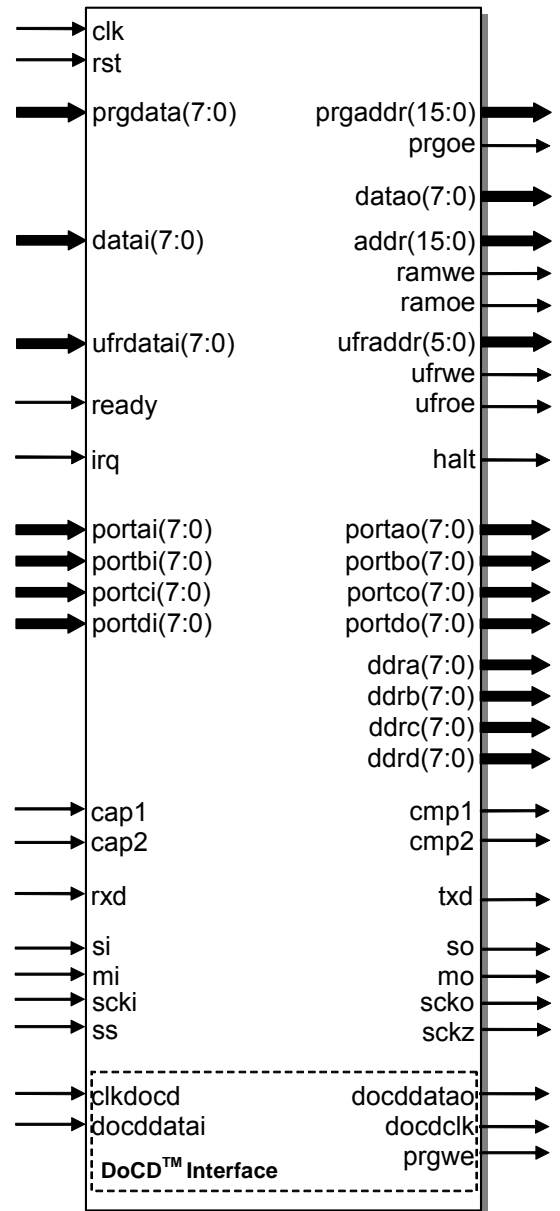 clk
rst
prgdata(7:0) prgaddr(15:0)
prgoe
datao(7:0)
datai(7:0) addr(15:0)
ramwe
ramoe
ufrdatai(7:0) ufraddr(5:0)
ufrwe
ready ufroe
irq halt
portai(7:0) portao(7:0)
portbi(7:0) portbo(7:0)
portci(7:0) portco(7:0)
portdi(7:0) portdo(7:0)
ddra(7:0)
ddrb(7:0)
ddrc(7:0)
ddrd(7:0)
cap1 cmp1
cap2 cmp2
rxd txd
si so
mi mo
scki scko
ss sckz
clkdocd docddatao
docddatai docdclk
prgwe
DoCD™ Interface